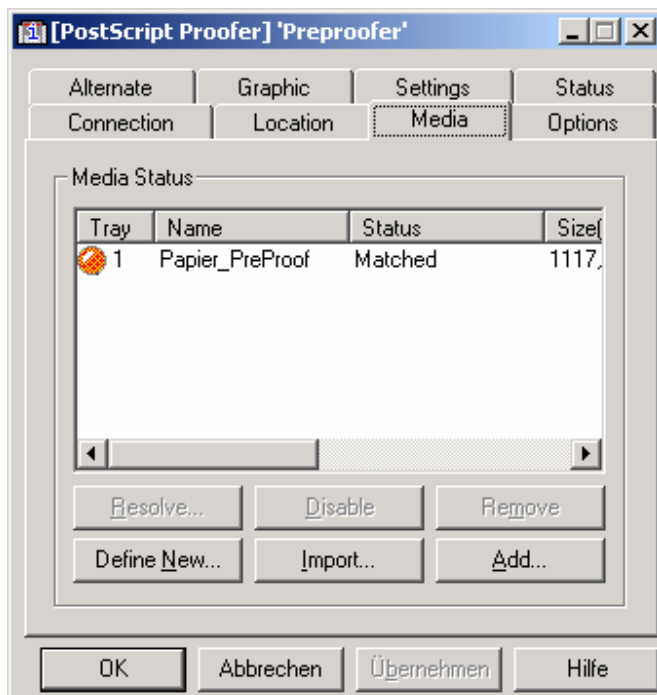 [PostScript Proofer] 'Preproofer'
Alternate Graphic Settings Status
Connection Location Media Options
Media Status
Tray Name Status Size(
1 Papier_PreProof Matched 1117,
Resolve... Disable Remove
Define New... Import... Add...
OK Abbrechen Übernehmen Hilfe